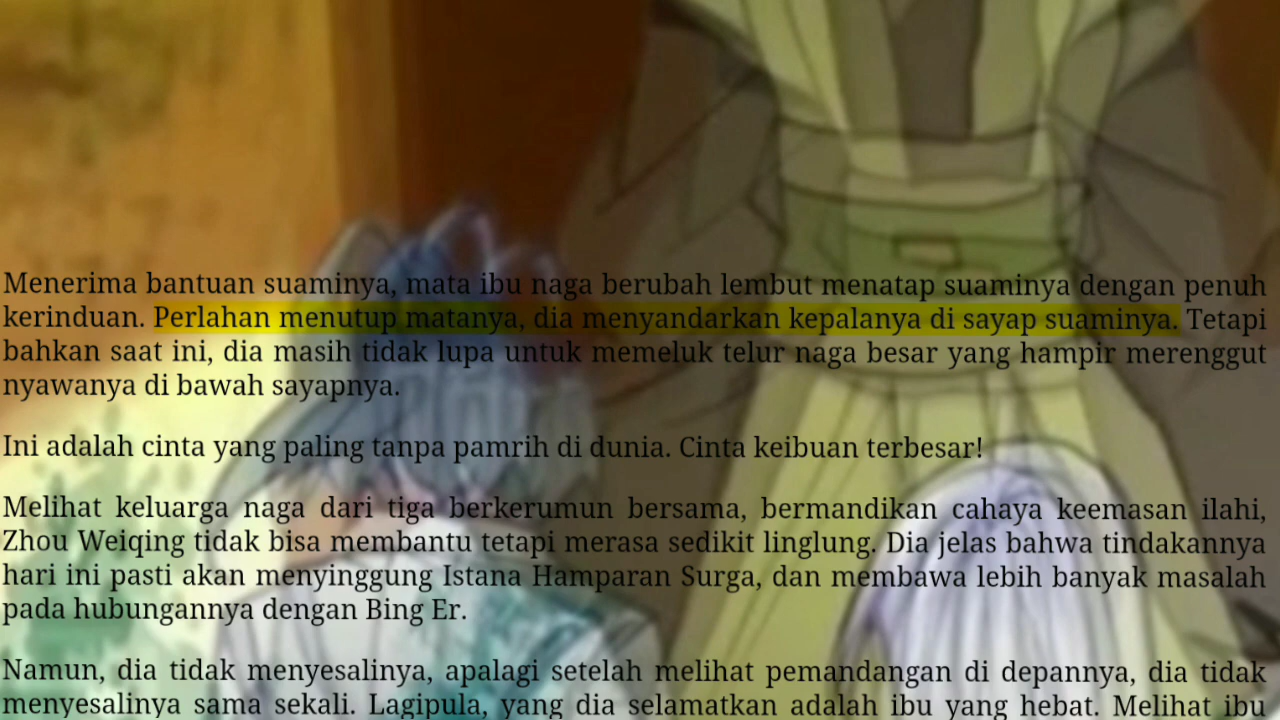 Menerima bantuan suaminya, mata ibu naga berubah lembut menatap suaminya dengan penuh
kerinduan. Perlahan menutup matanya, dia menyandarkan kepalanya di sayap suaminya. Tetapi
bahkan saat ini, dia masih tidak lupa untuk memeluk telur naga besar yang hampir merenggut
nyawanya di bawah sayapnya.
Ini adalah cinta yang paling tanpa pamrih di dunia. Cinta keibuan terbesar!
Melihat keluarga naga dari tiga berkerumun bersama, bermandikan cahaya keemasan ilahi,
Zhou Weiqing tidak bisa membantu tetapi merasa sedikit linglung. Dia jelas bahwa tindakannya
hari ini pasti akan menyinggung Istana Hamparan Surga, dan membawa lebih banyak masalah
pada hubungannya dengan Bing Er.
Namun, dia tidak menyesalinya, apalagi setelah melihat pemandangan di depannya, dia tidak
menyesalinya sama sekali. Lagipula, yang dia selamatkan adalah ibu yang hebat. Melihat ibu